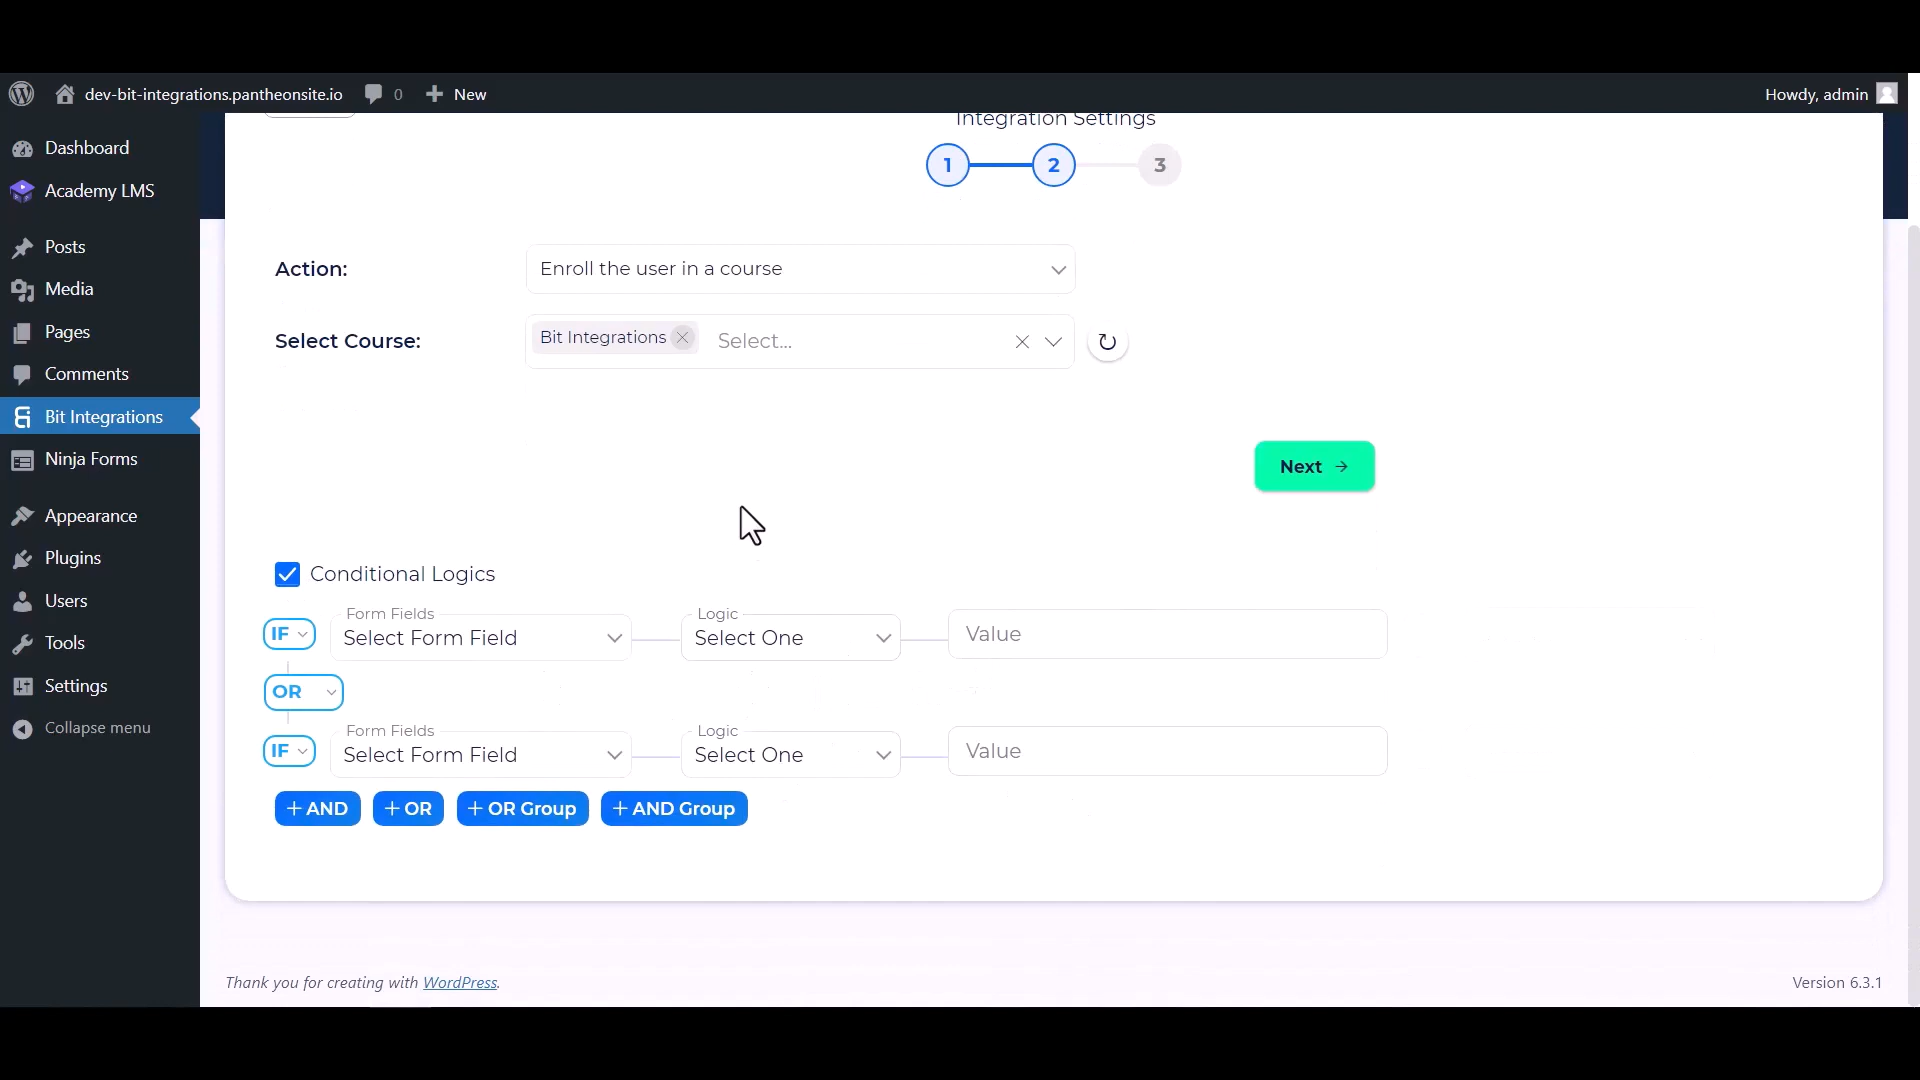 dev-bit-integrations.pantheonsite.io 0 New Howdy, admin
Dashboard
Academy LMS
Posts
Media
Pages
Comments
Bit Integrations
Ninja Forms
Appearance
Plugins
Users
Tools
Settings
Collapse menu
Integration Settings
1 2 3
Action: Enroll the user in a course
Select Course: Bit Integrations Select...
Next
Conditional Logics
Form Fields Logic
IF Select Form Field Select One Value
OR
Form Fields Logic
IF Select Form Field Select One Value
+ AND + OR + OR Group + AND Group
Thank you for creating with WordPress. Version 6.3.1